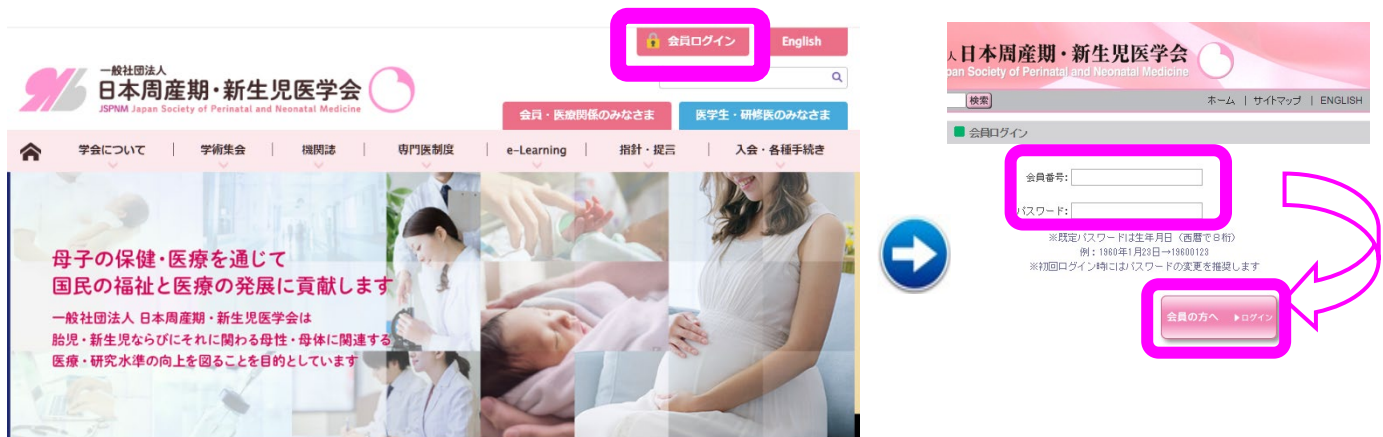 会員ログイン
English
一般社団法人
日本周産期・新生児医学会
JSPNM Japan Society of Perinatal and Neonatal Medicine
会員・医療関係のみなさま
医学生・研修医のみなさま
学会について
学術集会
機関誌
専門医制度
e-Learning
指針・提言
入会・各種手続き
母子の保健・医療を通じて
国民の福祉と医療の発展に貢献します
一般社団法人 日本周産期・新生児医学会は
胎児・新生児ならびにそれに関わる母性・母体に関連する
医療・研究水準の向上を図ることを目的としています
人日本周産期・新生児医学会
pan Society of Perinatal and Neonatal Medicine
検索
ホーム | サイトマップ | ENGLISH
会員ログイン
会員番号:
パスワード:
※既定パスワードは生年月日(西暦で8桁)
例:1960年1月23日→19600123
※初回ログイン時にはパスワードの変更を推奨します
会員の方へ ▶ログイン